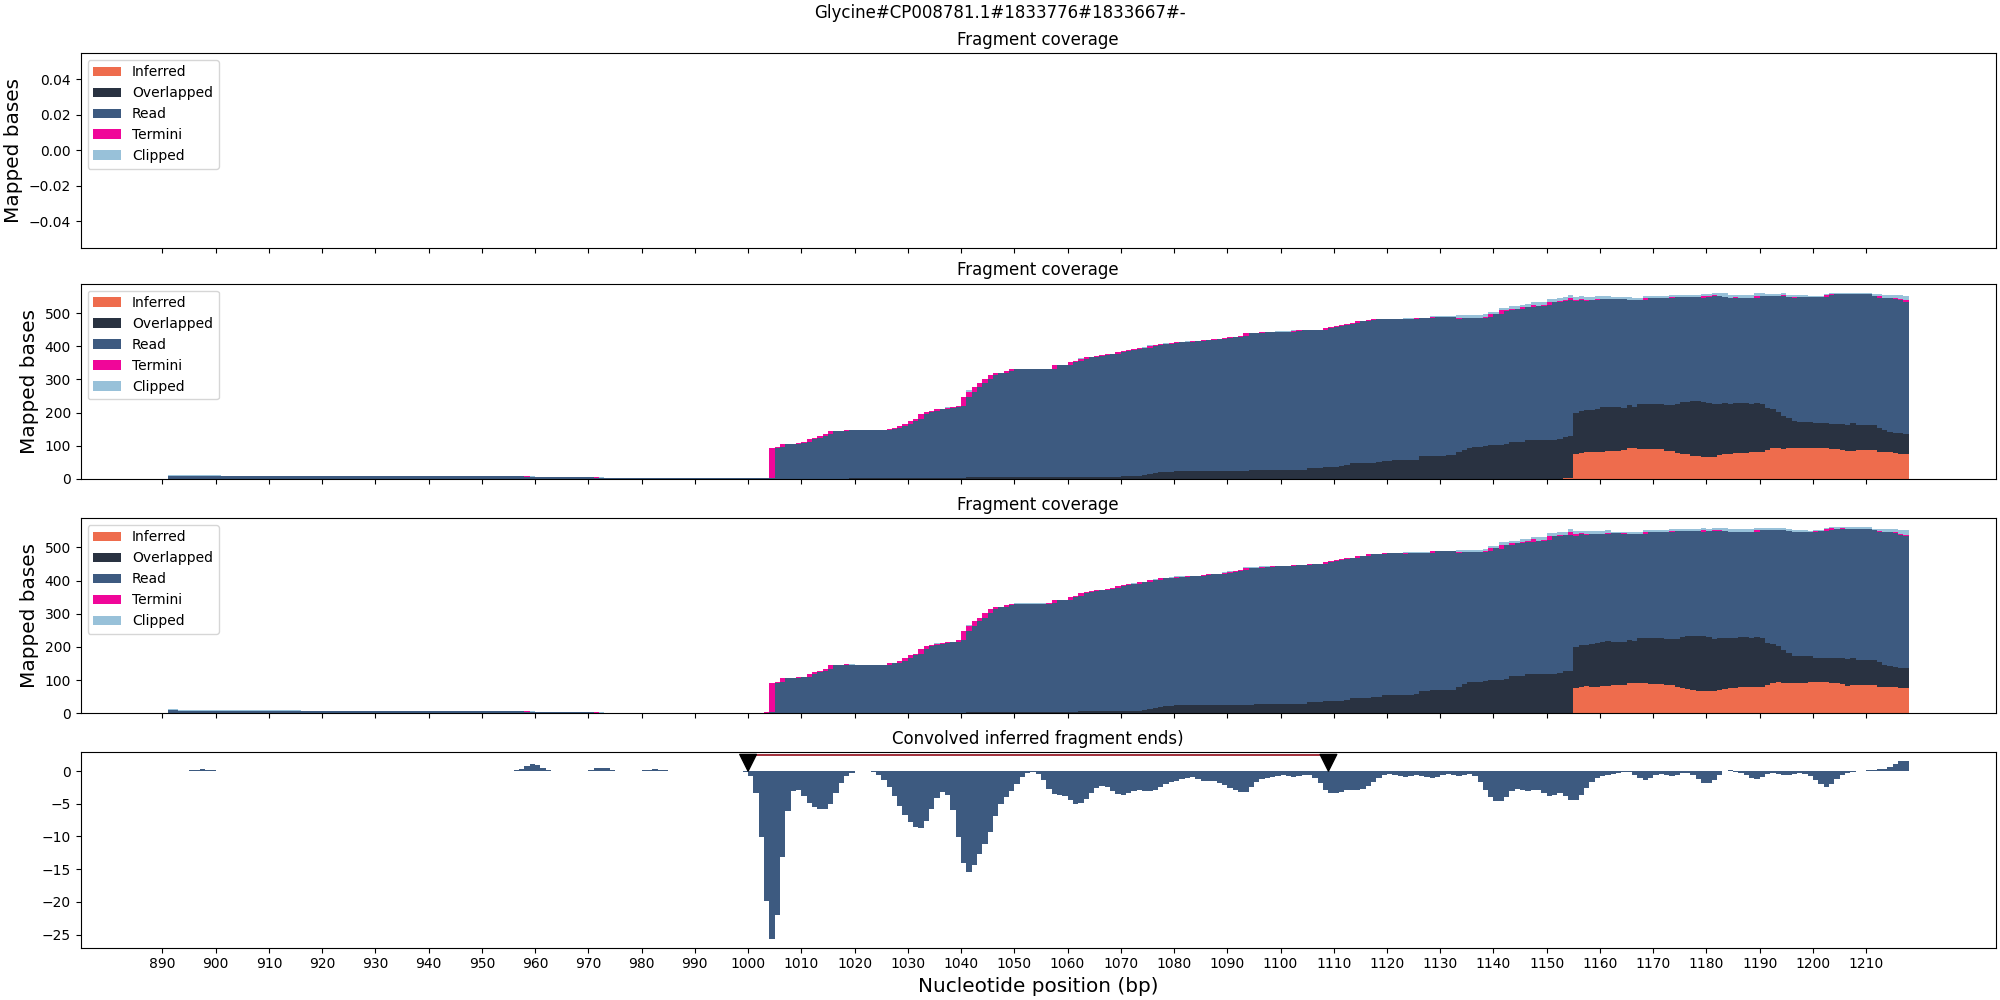 Glycine#CP008781.1#1833776#1833667#-
Fragment coverage
Mapped bases
0.04
0.02
0.00
−0.02
−0.04
Inferred
Overlapped
Read
Termini
Clipped
Fragment coverage
Mapped bases
500
400
300
200
100
0
Inferred
Overlapped
Read
Termini
Clipped
Fragment coverage
Mapped bases
500
400
300
200
100
0
Inferred
Overlapped
Read
Termini
Clipped
Convolved inferred fragment ends)
0
−5
−10
−15
−20
−25
890 900 910 920 930 940 950 960 970 980 990 1000 1010 1020 1030 1040 1050 1060 1070 1080 1090 1100 1110 1120 1130 1140 1150 1160 1170 1180 1190 1200 1210
Nucleotide position (bp)